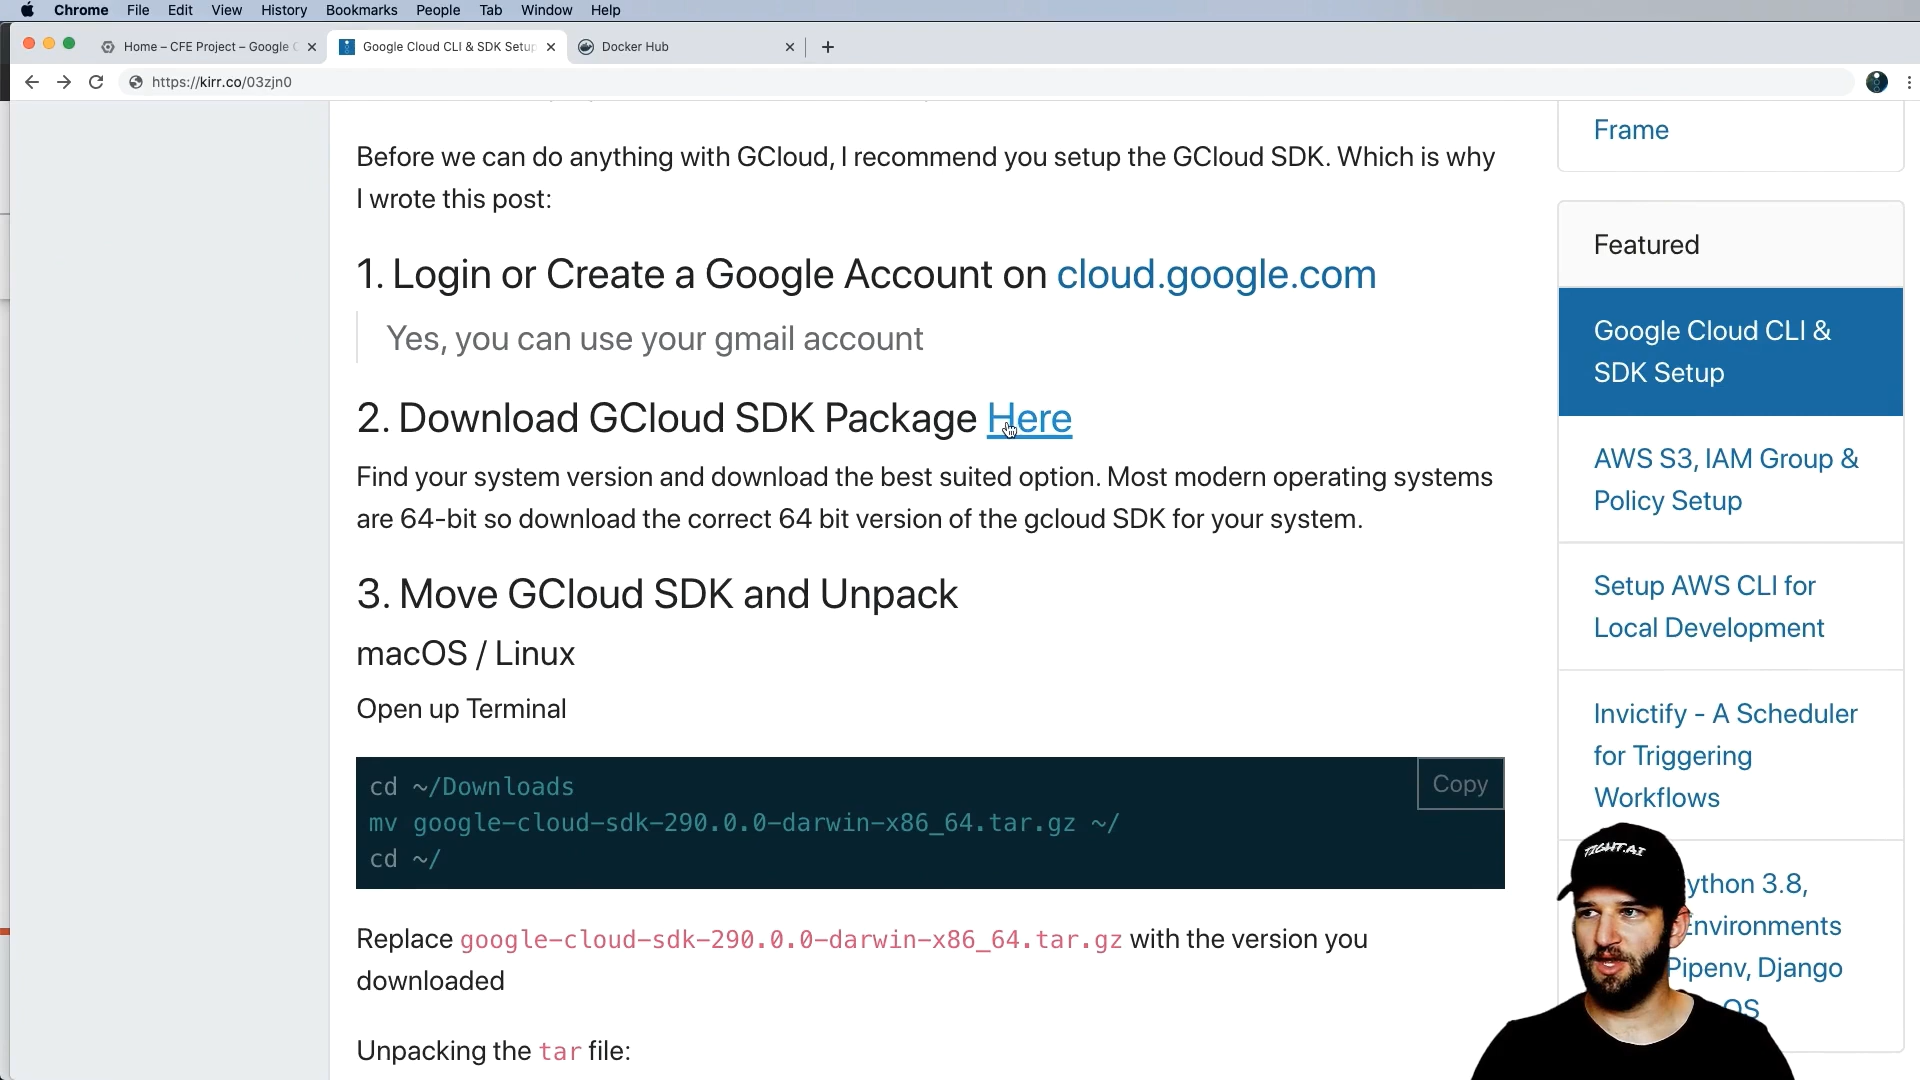 Chrome File Edit View History Bookmarks People Tab Window Help
Home – CFE Project – Google C
Google Cloud CLI & SDK Setup
Docker Hub
https://kirr.co/03zjn0
Before we can do anything with GCloud, I recommend you setup the GCloud SDK. Which is why
I wrote this post:
1. Login or Create a Google Account on cloud.google.com
Yes, you can use your gmail account
2. Download GCloud SDK Package Here
Find your system version and download the best suited option. Most modern operating systems
are 64-bit so download the correct 64 bit version of the gcloud SDK for your system.
3. Move GCloud SDK and Unpack
macOS / Linux
Open up Terminal
Copy
cd ~/Downloads
mv google-cloud-sdk-290.0.0-darwin-x86_64.tar.gz ~/
cd ~/
Replace google-cloud-sdk-290.0.0-darwin-x86_64.tar.gz with the version you
downloaded
Unpacking the tar file:
Frame
Featured
Google Cloud CLI &
SDK Setup
AWS S3, IAM Group &
Policy Setup
Setup AWS CLI for
Local Development
Invictify - A Scheduler
for Triggering
Workflows
ython 3.8,
Environments
Pipenv, Django
OS
TIGHT.AI